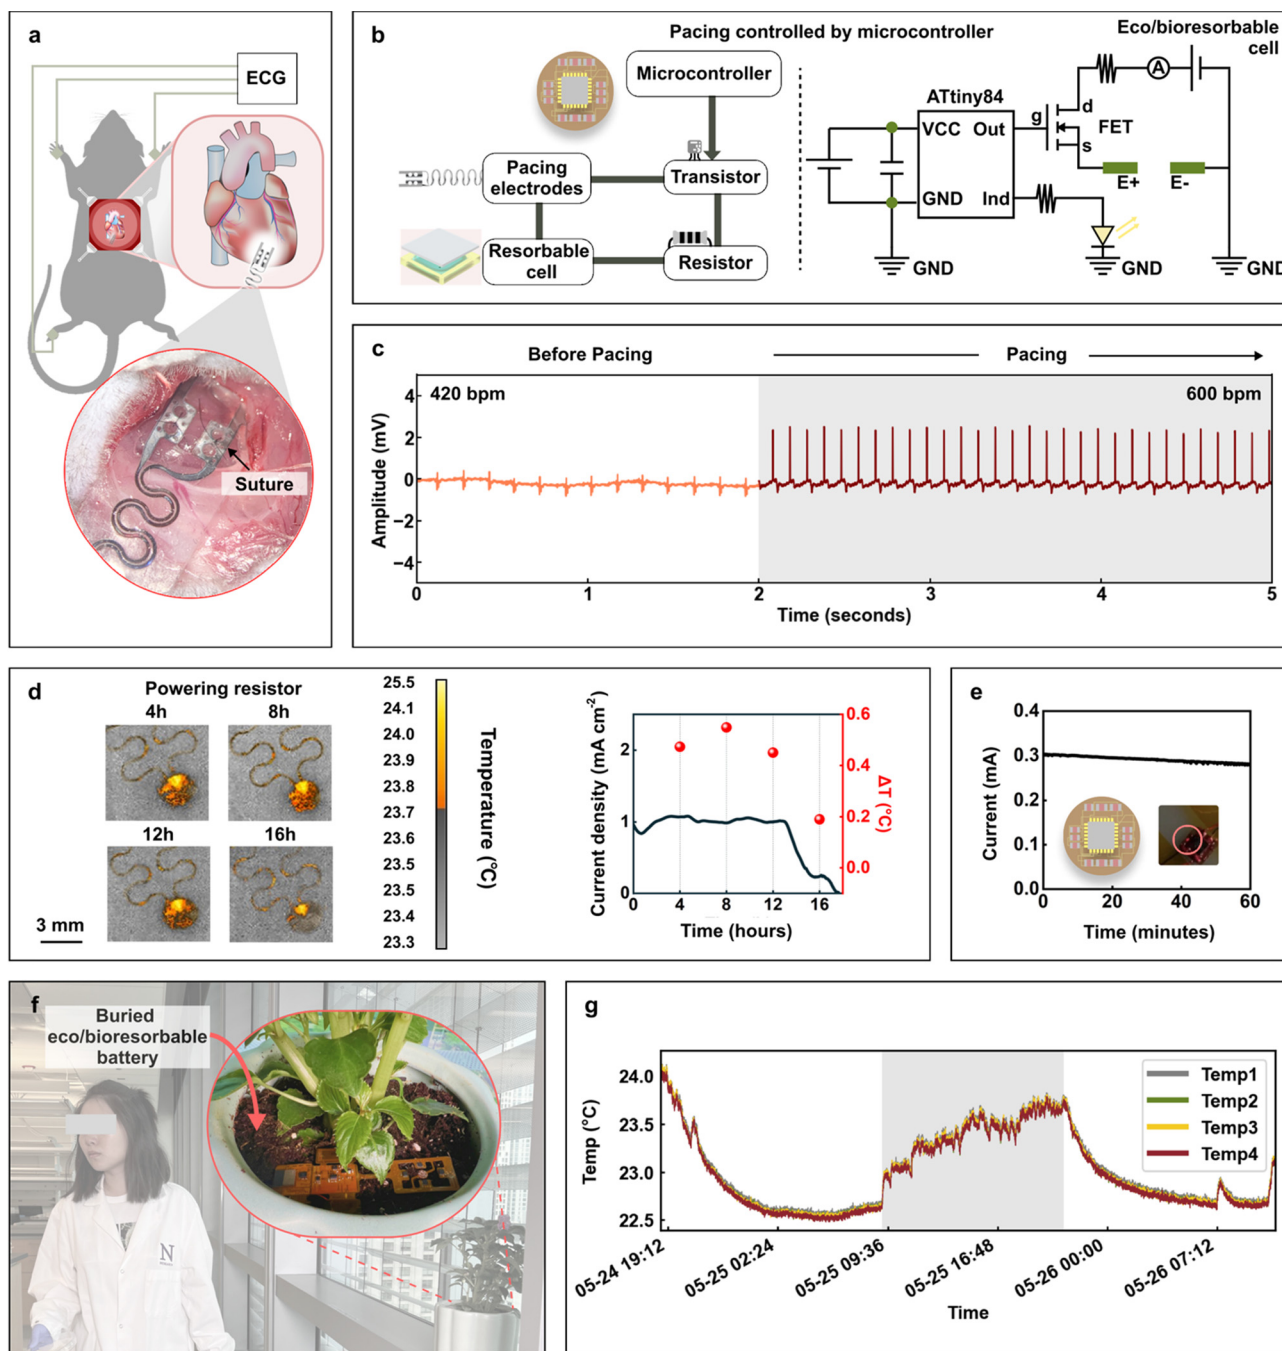 a
ECG
Suture
b
Pacing controlled by microcontroller
Microcontroller
Pacing
electrodes
Transistor
Resorbable
cell
Resistor
Eco/bioresorbable
cell
ATtiny84
VCC Out
GND Ind
g
d
s
FET
A
E+ E-
GND
GND
GND
c
Before Pacing
Pacing
420 bpm
600 bpm
Amplitude (mV)
4
2
0
−2
−4
0 1 2 3 4 5
Time (seconds)
d
Powering resistor
4h 8h
12h 16h
3 mm
25.5
24.1
24.0
23.9
23.8
23.7
23.6
23.5
23.5
23.4
23.3
Temperature (°C)
Current density (mA cm-2)
2
1
0
0 4 8 12 16
Time (hours)
0.6
0.4
0.2
0.0
ΔT (°C)
e
Current (mA)
0.4
0.3
0.2
0.1
0.0
0 20 40 60
Time (minutes)
f
Buried
eco/bioresorbable
battery
N
g
Temp (°C)
24.0
23.5
23.0
22.5
Temp1
Temp2
Temp3
Temp4
05-24 19:12
05-25 02:24
05-25 09:36
05-25 16:48
05-26 00:00
05-26 07:12
Time